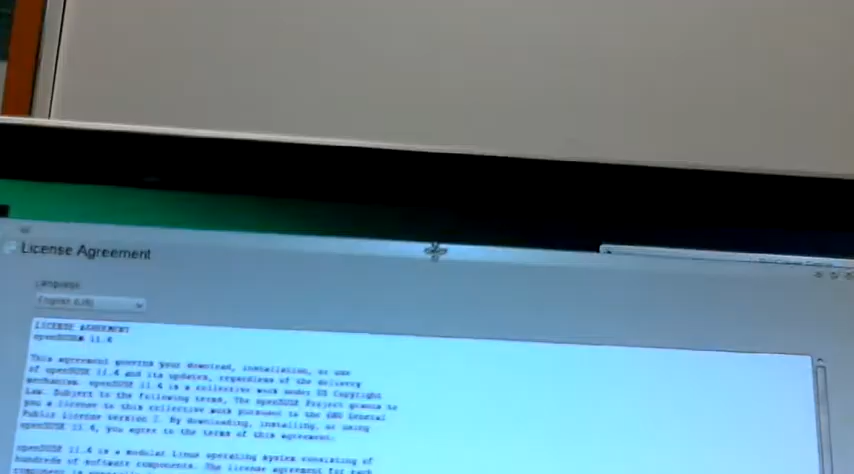 License Agreement
Language
English (US)
LICENSE AGREEMENT
openSUSE 11.4
This agreement governs your download, installation, or use
of openSUSE 11.4 and its updates, regardless of the delivery
mechanism. openSUSE 11.4 is a collective work under US Copyright
Law. Subject to the following terms, The openSUSE Project grants to
you a license to this collective work pursuant to the GNU General
Public License version 2. By downloading, installing, or using
openSUSE 11.4, you agree to the terms of this agreement.
openSUSE 11.4 is a modular Linux operating system consisting of
hundreds of software components. The license agreement for each
component is generally